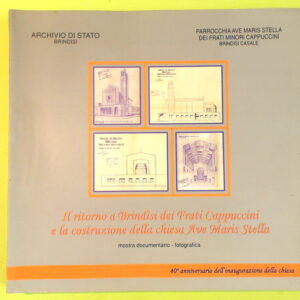 ARCHIVIO DI STATO
BRINDISI
PARROCCHIA AVE MARIS STELLA
DEI FRATI MINORI CAPPUCCINI
BRINDISI CASALE
Il ritorno a Brindisi dei Frati Cappuccini
e la costruzione della chiesa Ave Maris Stella
mostra documentario - fotografica
40° anniversario dell'inaugurazione della chiesa